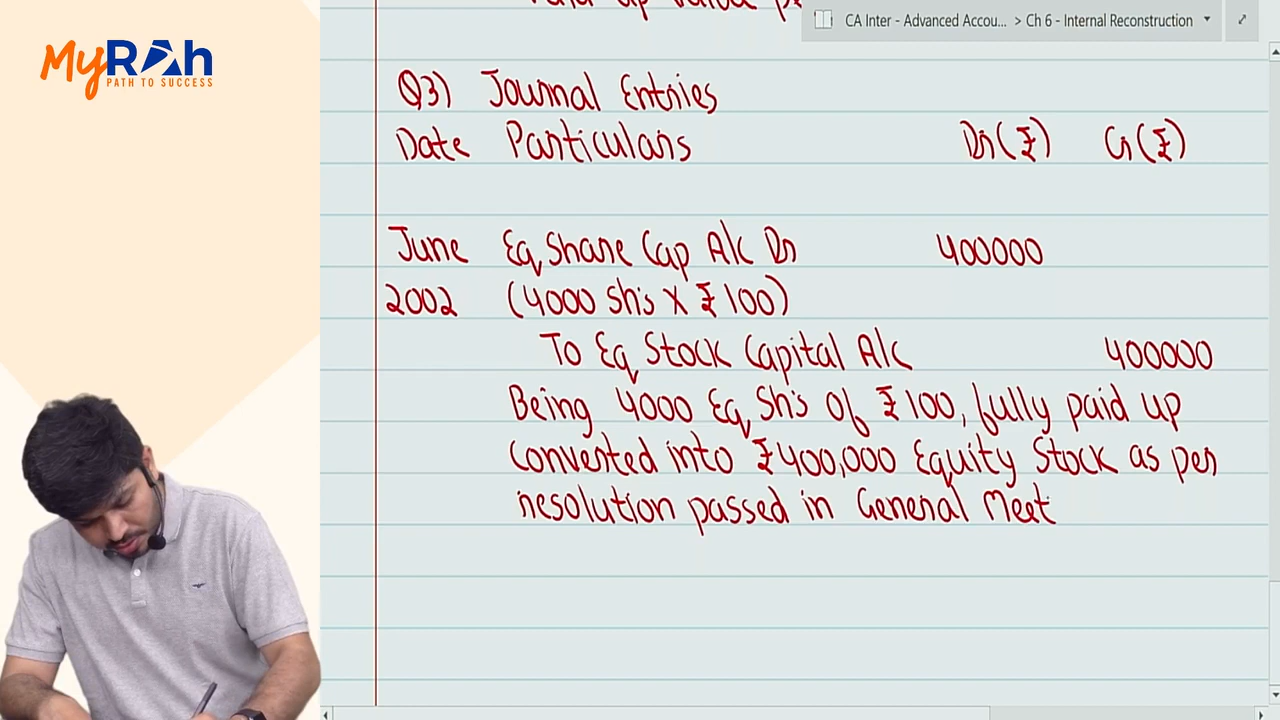 MyRAh
PATH TO SUCCESS
CA Inter - Advanced Accou... > Ch 6 - Internal Reconstruction
Q3) Journal Entries
Date Particulars Dr(₹) Cr(₹)
June Eq Share Cap A/c Dr 400000
2002 (4000 Sh's X ₹100)
To Eq Stock Capital A/c 400000
Being 4000 Eq Sh's Of ₹100, fully paid up
converted into ₹400,000 Equity Stock as per
resolution passed in General Meet